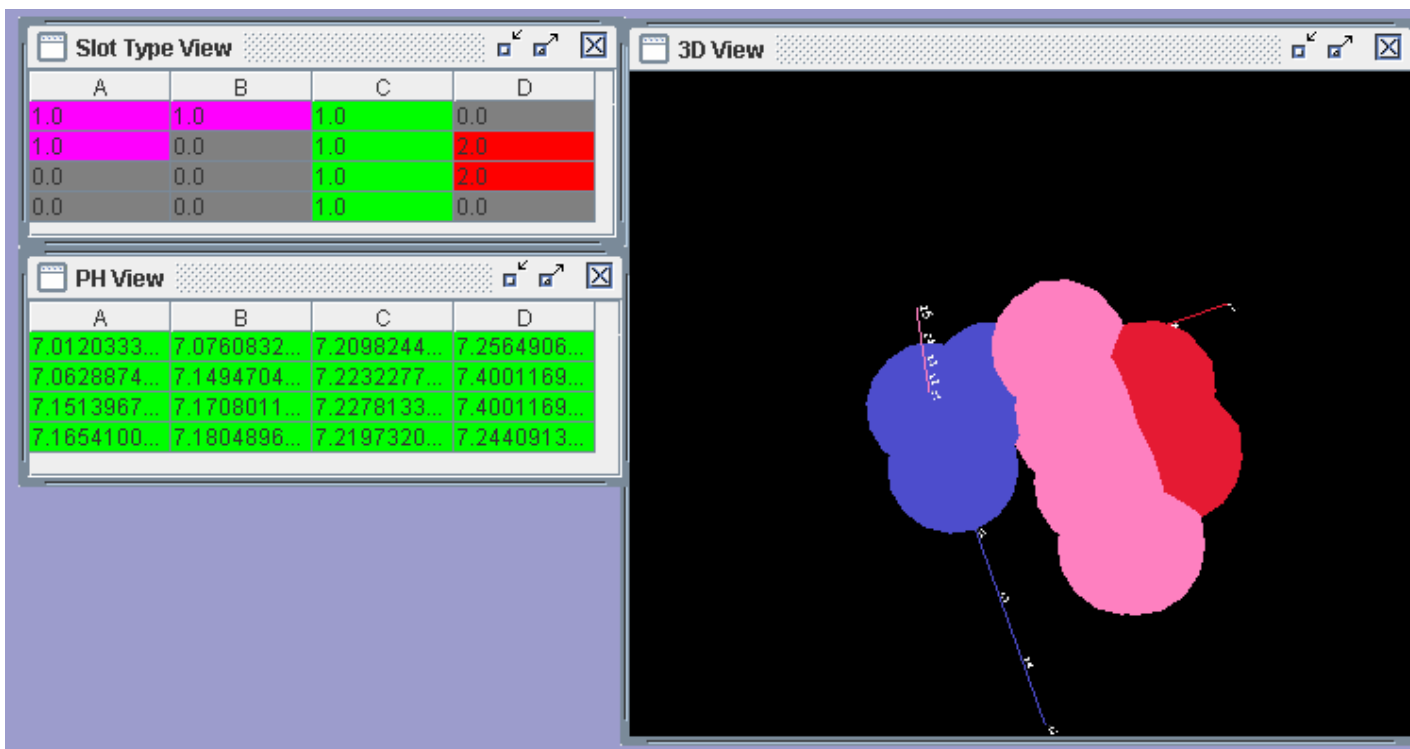 Slot Type View
A B C D
1.0 1.0 1.0 0.0
1.0 0.0 1.0 2.0
0.0 0.0 1.0 2.0
0.0 0.0 1.0 0.0
PH View
A B C D
7.0120333... 7.0760832... 7.2098244... 7.2564906...
7.0628874... 7.1494704... 7.2232277... 7.4001169...
7.1513967... 7.1708011... 7.2278133... 7.4001169...
7.1654100... 7.1804896... 7.2197320... 7.2440913...
3D View